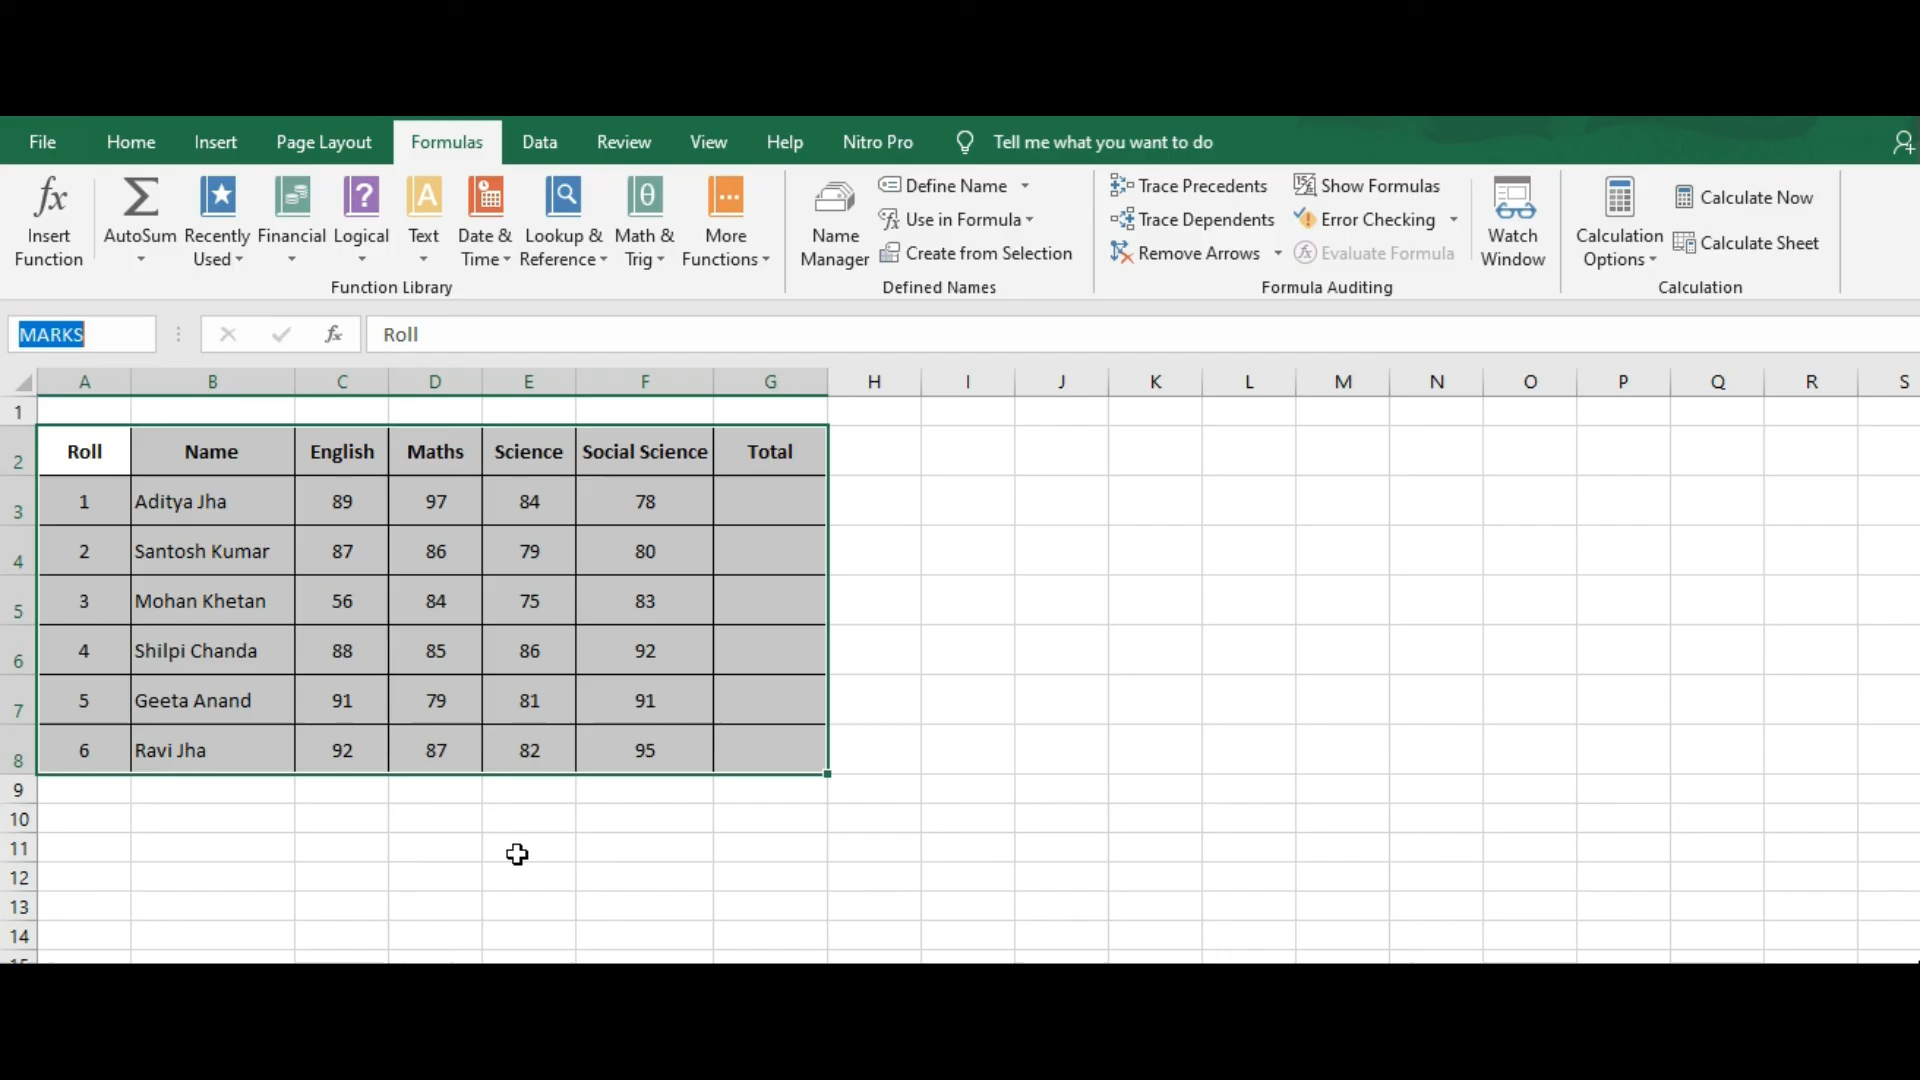 File Home Insert Page Layout Formulas Data Review View Help Nitro Pro Tell me what you want to do
fx Insert Function
AutoSum
Recently Used
Financial
Logical
Text
Date & Time
Lookup & Reference
Math & Trig
More Functions
Function Library
Name Manager
Define Name
Use in Formula
Create from Selection
Defined Names
Trace Precedents
Trace Dependents
Remove Arrows
Show Formulas
Error Checking
Evaluate Formula
Formula Auditing
Watch Window
Calculation Options
Calculate Now
Calculate Sheet
Calculation
MARKS fx Roll
A B C D E F G H I J K L M N O P Q R S
1
2 Roll Name English Maths Science Social Science Total
3 1 Aditya Jha 89 97 84 78
4 2 Santosh Kumar 87 86 79 80
5 3 Mohan Khetan 56 84 75 83
6 4 Shilpi Chanda 88 85 86 92
7 5 Geeta Anand 91 79 81 91
8 6 Ravi Jha 92 87 82 95
9
10
11
12
13
14